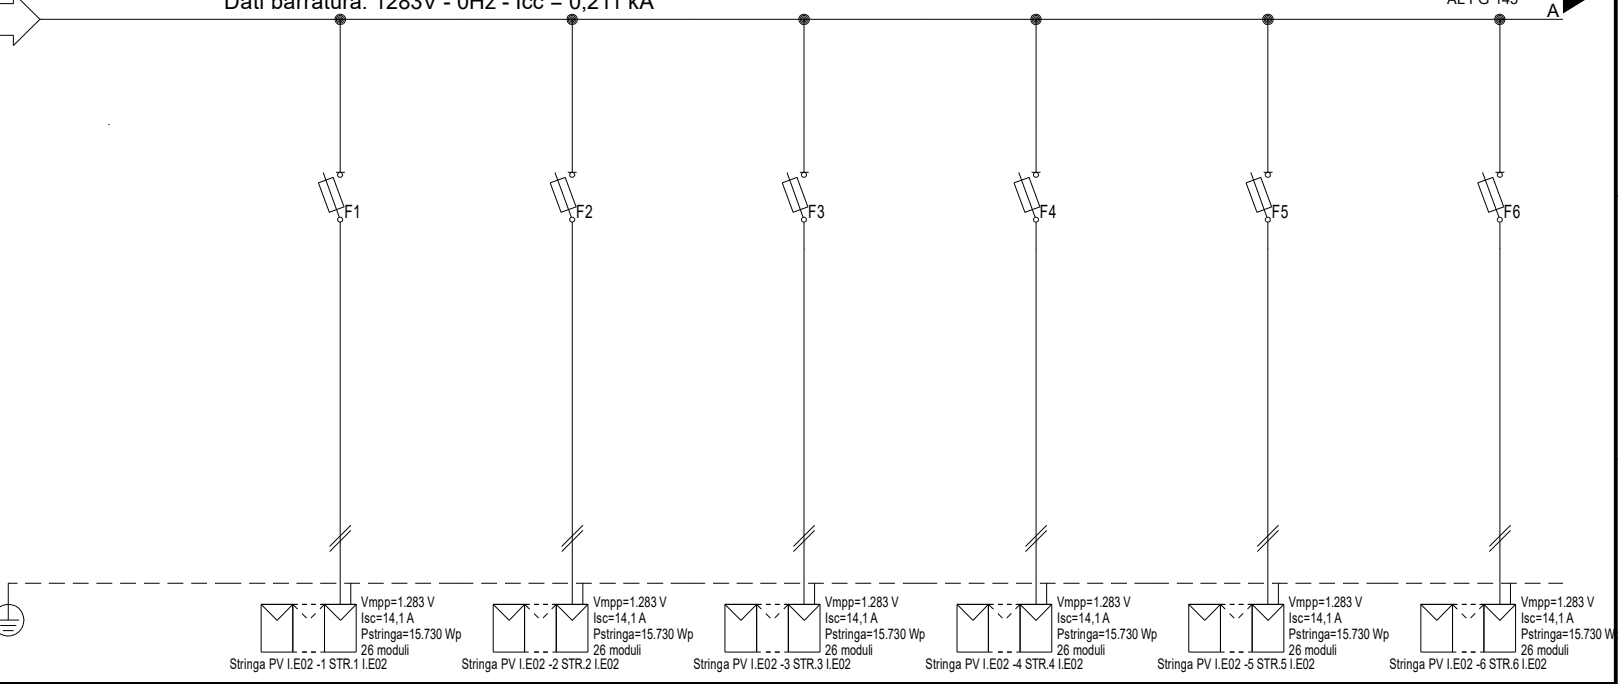 Dati barratura: 1283V - 0Hz - Icc = 0,211 kA
A
F1
F2
F3
F4
F5
F6
Vmpp=1.283 V
Isc=14,1 A
Pstringa=15.730 Wp
26 moduli
Stringa PV I.E02 -1 STR.1 I.E02
Vmpp=1.283 V
Isc=14,1 A
Pstringa=15.730 Wp
26 moduli
Stringa PV I.E02 -2 STR.2 I.E02
Vmpp=1.283 V
Isc=14,1 A
Pstringa=15.730 Wp
26 moduli
Stringa PV I.E02 -3 STR.3 I.E02
Vmpp=1.283 V
Isc=14,1 A
Pstringa=15.730 Wp
26 moduli
Stringa PV I.E02 -4 STR.4 I.E02
Vmpp=1.283 V
Isc=14,1 A
Pstringa=15.730 Wp
26 moduli
Stringa PV I.E02 -5 STR.5 I.E02
Vmpp=1.283 V
Isc=14,1 A
Pstringa=15.730 W
26 moduli
Stringa PV I.E02 -6 STR.6 I.E02